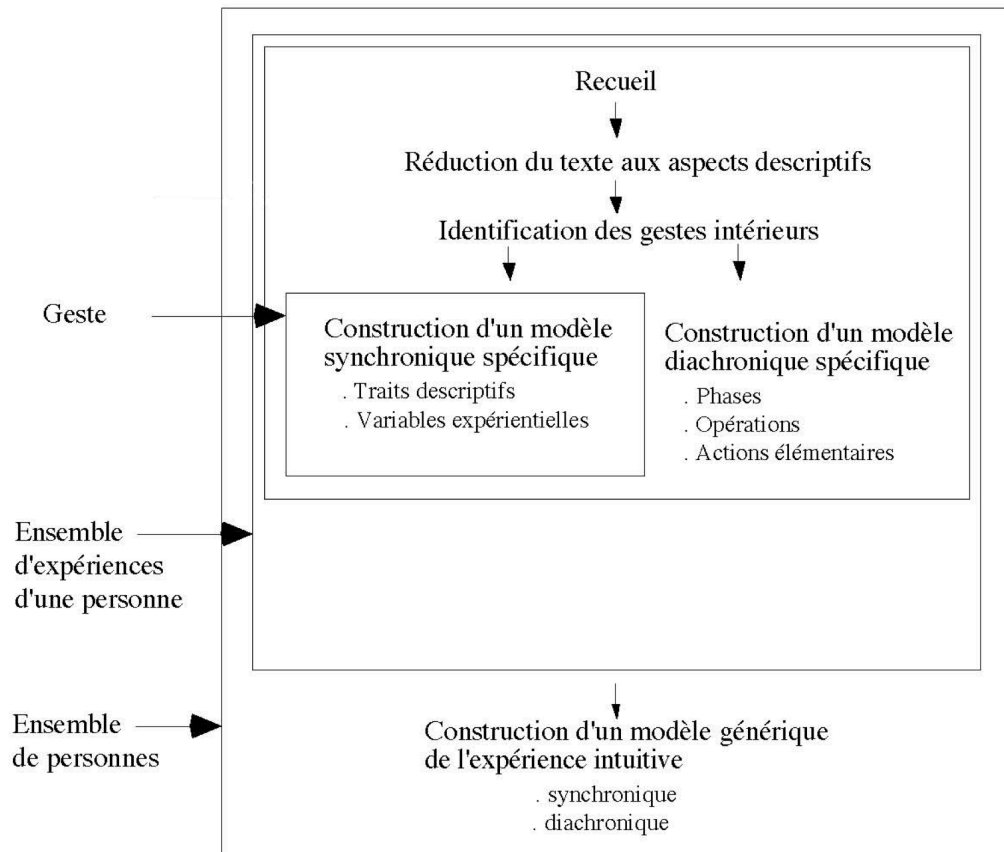 Recueil
Réduction du texte aux aspects descriptifs
Identification des gestes intérieurs
Geste
Construction d'un modèle
synchronique spécifique
. Traits descriptifs
. Variables expérientielles
Construction d'un modèle
diachronique spécifique
. Phases
. Opérations
. Actions élémentaires
Ensemble
d'expériences
d'une personne
Ensemble
de personnes
Construction d'un modèle générique
de l'expérience intuitive
. synchronique
. diachronique